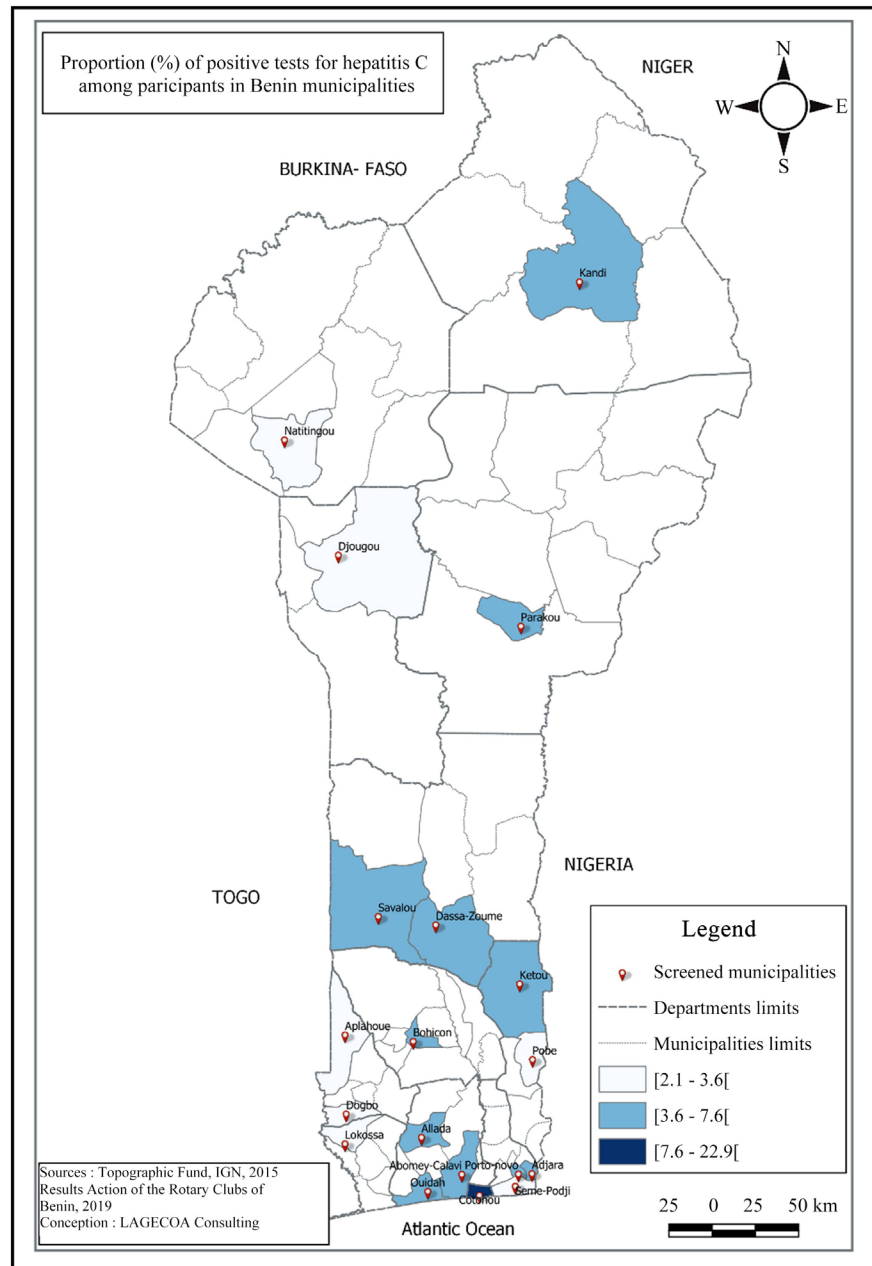 Proportion (%) of positive tests for hepatitis C
among paricipants in Benin municipalities
NIGER
N
W
E
S
BURKINA- FASO
Kandi
Natitingou
Djougou
Parakou
TOGO
NIGERIA
Savalou
Dassa-Zoume
Ketou
Aplahoue
Bohicon
Pobe
Dogbo
Lokossa
Allada
Abomey-Calavi
Porto-novo
Adjara
Ouidah
Cotonou
Seme-Podji
Atlantic Ocean
Legend
Screened municipalities
Departments limits
Municipalities limits
[2.1 - 3.6[
[3.6 - 7.6[
[7.6 - 22.9[
25 0 25 50 km
Sources : Topographic Fund, IGN, 2015
Results Action of the Rotary Clubs of
Benin, 2019
Conception : LAGECOA Consulting